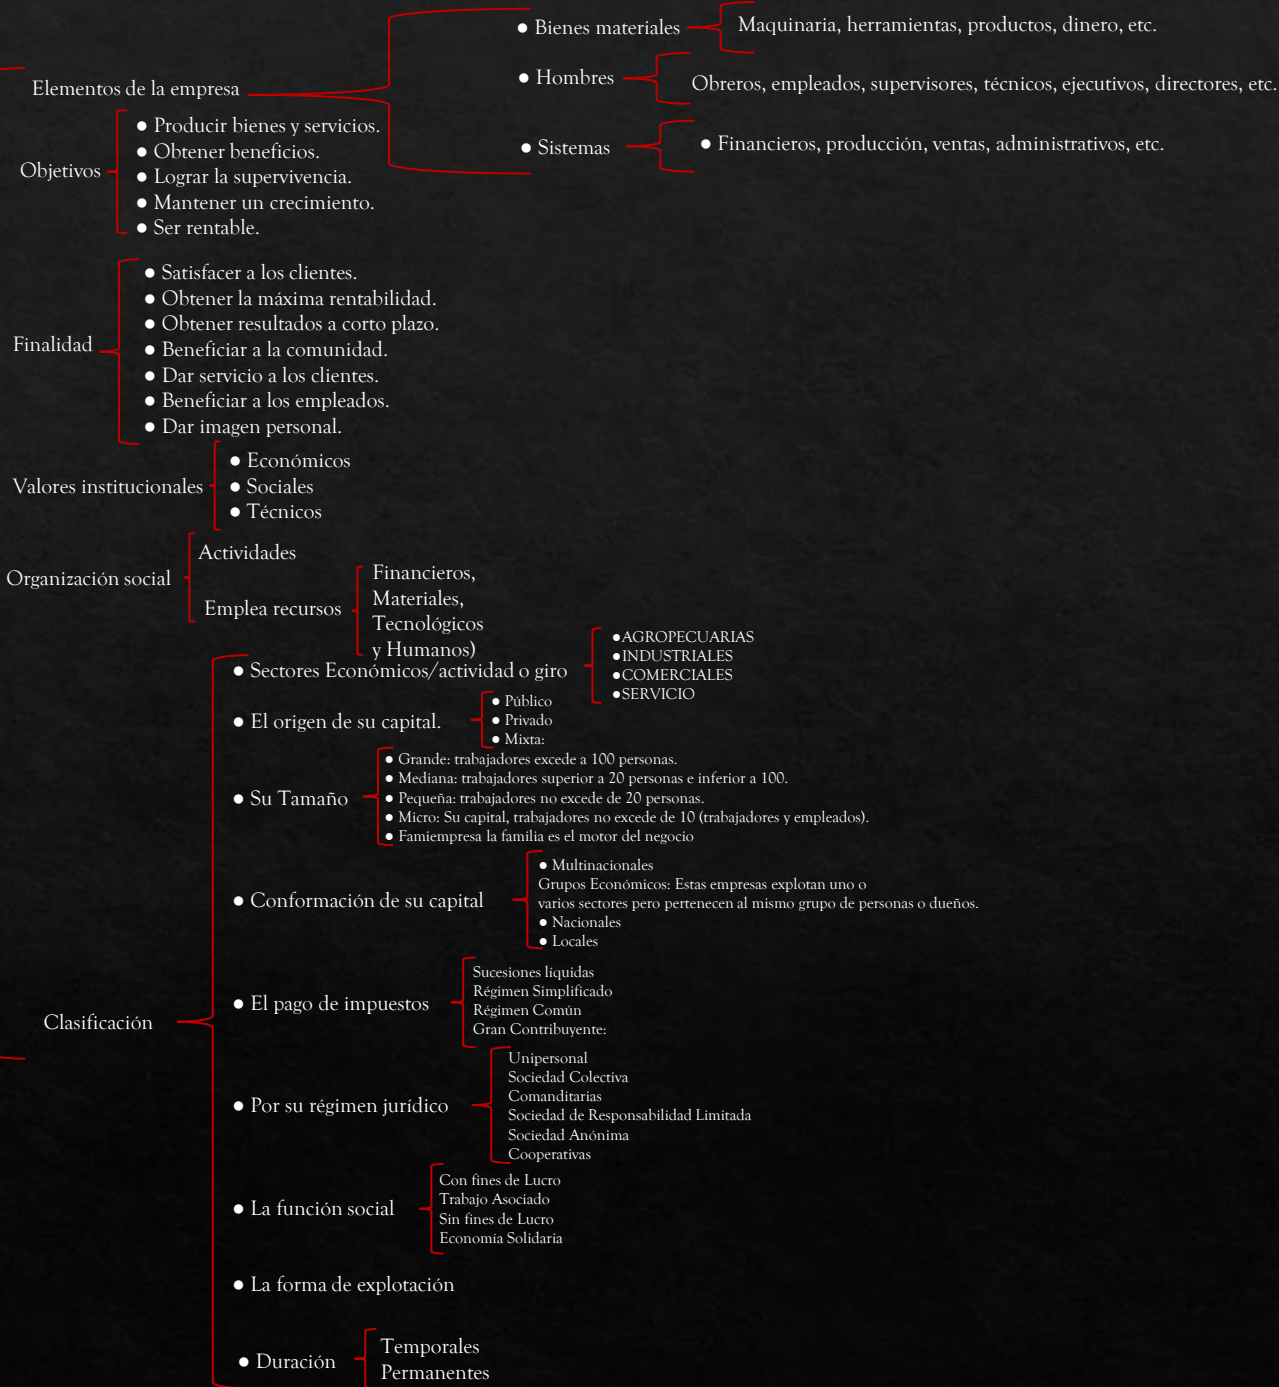 Elementos de la empresa
● Bienes materiales
Maquinaria, herramientas, productos, dinero, etc.
● Hombres
Obreros, empleados, supervisores, técnicos, ejecutivos, directores, etc.
● Sistemas
● Financieros, producción, ventas, administrativos, etc.
Objetivos
● Producir bienes y servicios.
● Obtener beneficios.
● Lograr la supervivencia.
● Mantener un crecimiento.
● Ser rentable.
Finalidad
● Satisfacer a los clientes.
● Obtener la máxima rentabilidad.
● Obtener resultados a corto plazo.
● Beneficiar a la comunidad.
● Dar servicio a los clientes.
● Beneficiar a los empleados.
● Dar imagen personal.
Valores institucionales
● Económicos
● Sociales
● Técnicos
Organización social
Actividades
Emplea recursos
Financieros,
Materiales,
Tecnológicos
y Humanos)
Clasificación
● Sectores Económicos/actividad o giro
●AGROPECUARIAS
●INDUSTRIALES
●COMERCIALES
●SERVICIO
● El origen de su capital.
● Público
● Privado
● Mixta:
● Su Tamaño
● Grande: trabajadores excede a 100 personas.
● Mediana: trabajadores superior a 20 personas e inferior a 100.
● Pequeña: trabajadores no excede de 20 personas.
● Micro: Su capital, trabajadores no excede de 10 (trabajadores y empleados).
● Famiempresa la familia es el motor del negocio
● Conformación de su capital
● Multinacionales
Grupos Económicos: Estas empresas explotan uno o
varios sectores pero pertenecen al mismo grupo de personas o dueños.
● Nacionales
● Locales
● El pago de impuestos
Sucesiones líquidas
Régimen Simplificado
Régimen Común
Gran Contribuyente:
● Por su régimen jurídico
Unipersonal
Sociedad Colectiva
Comanditarias
Sociedad de Responsabilidad Limitada
Sociedad Anónima
Cooperativas
● La función social
Con fines de Lucro
Trabajo Asociado
Sin fines de Lucro
Economía Solidaria
● La forma de explotación
● Duración
Temporales
Permanentes